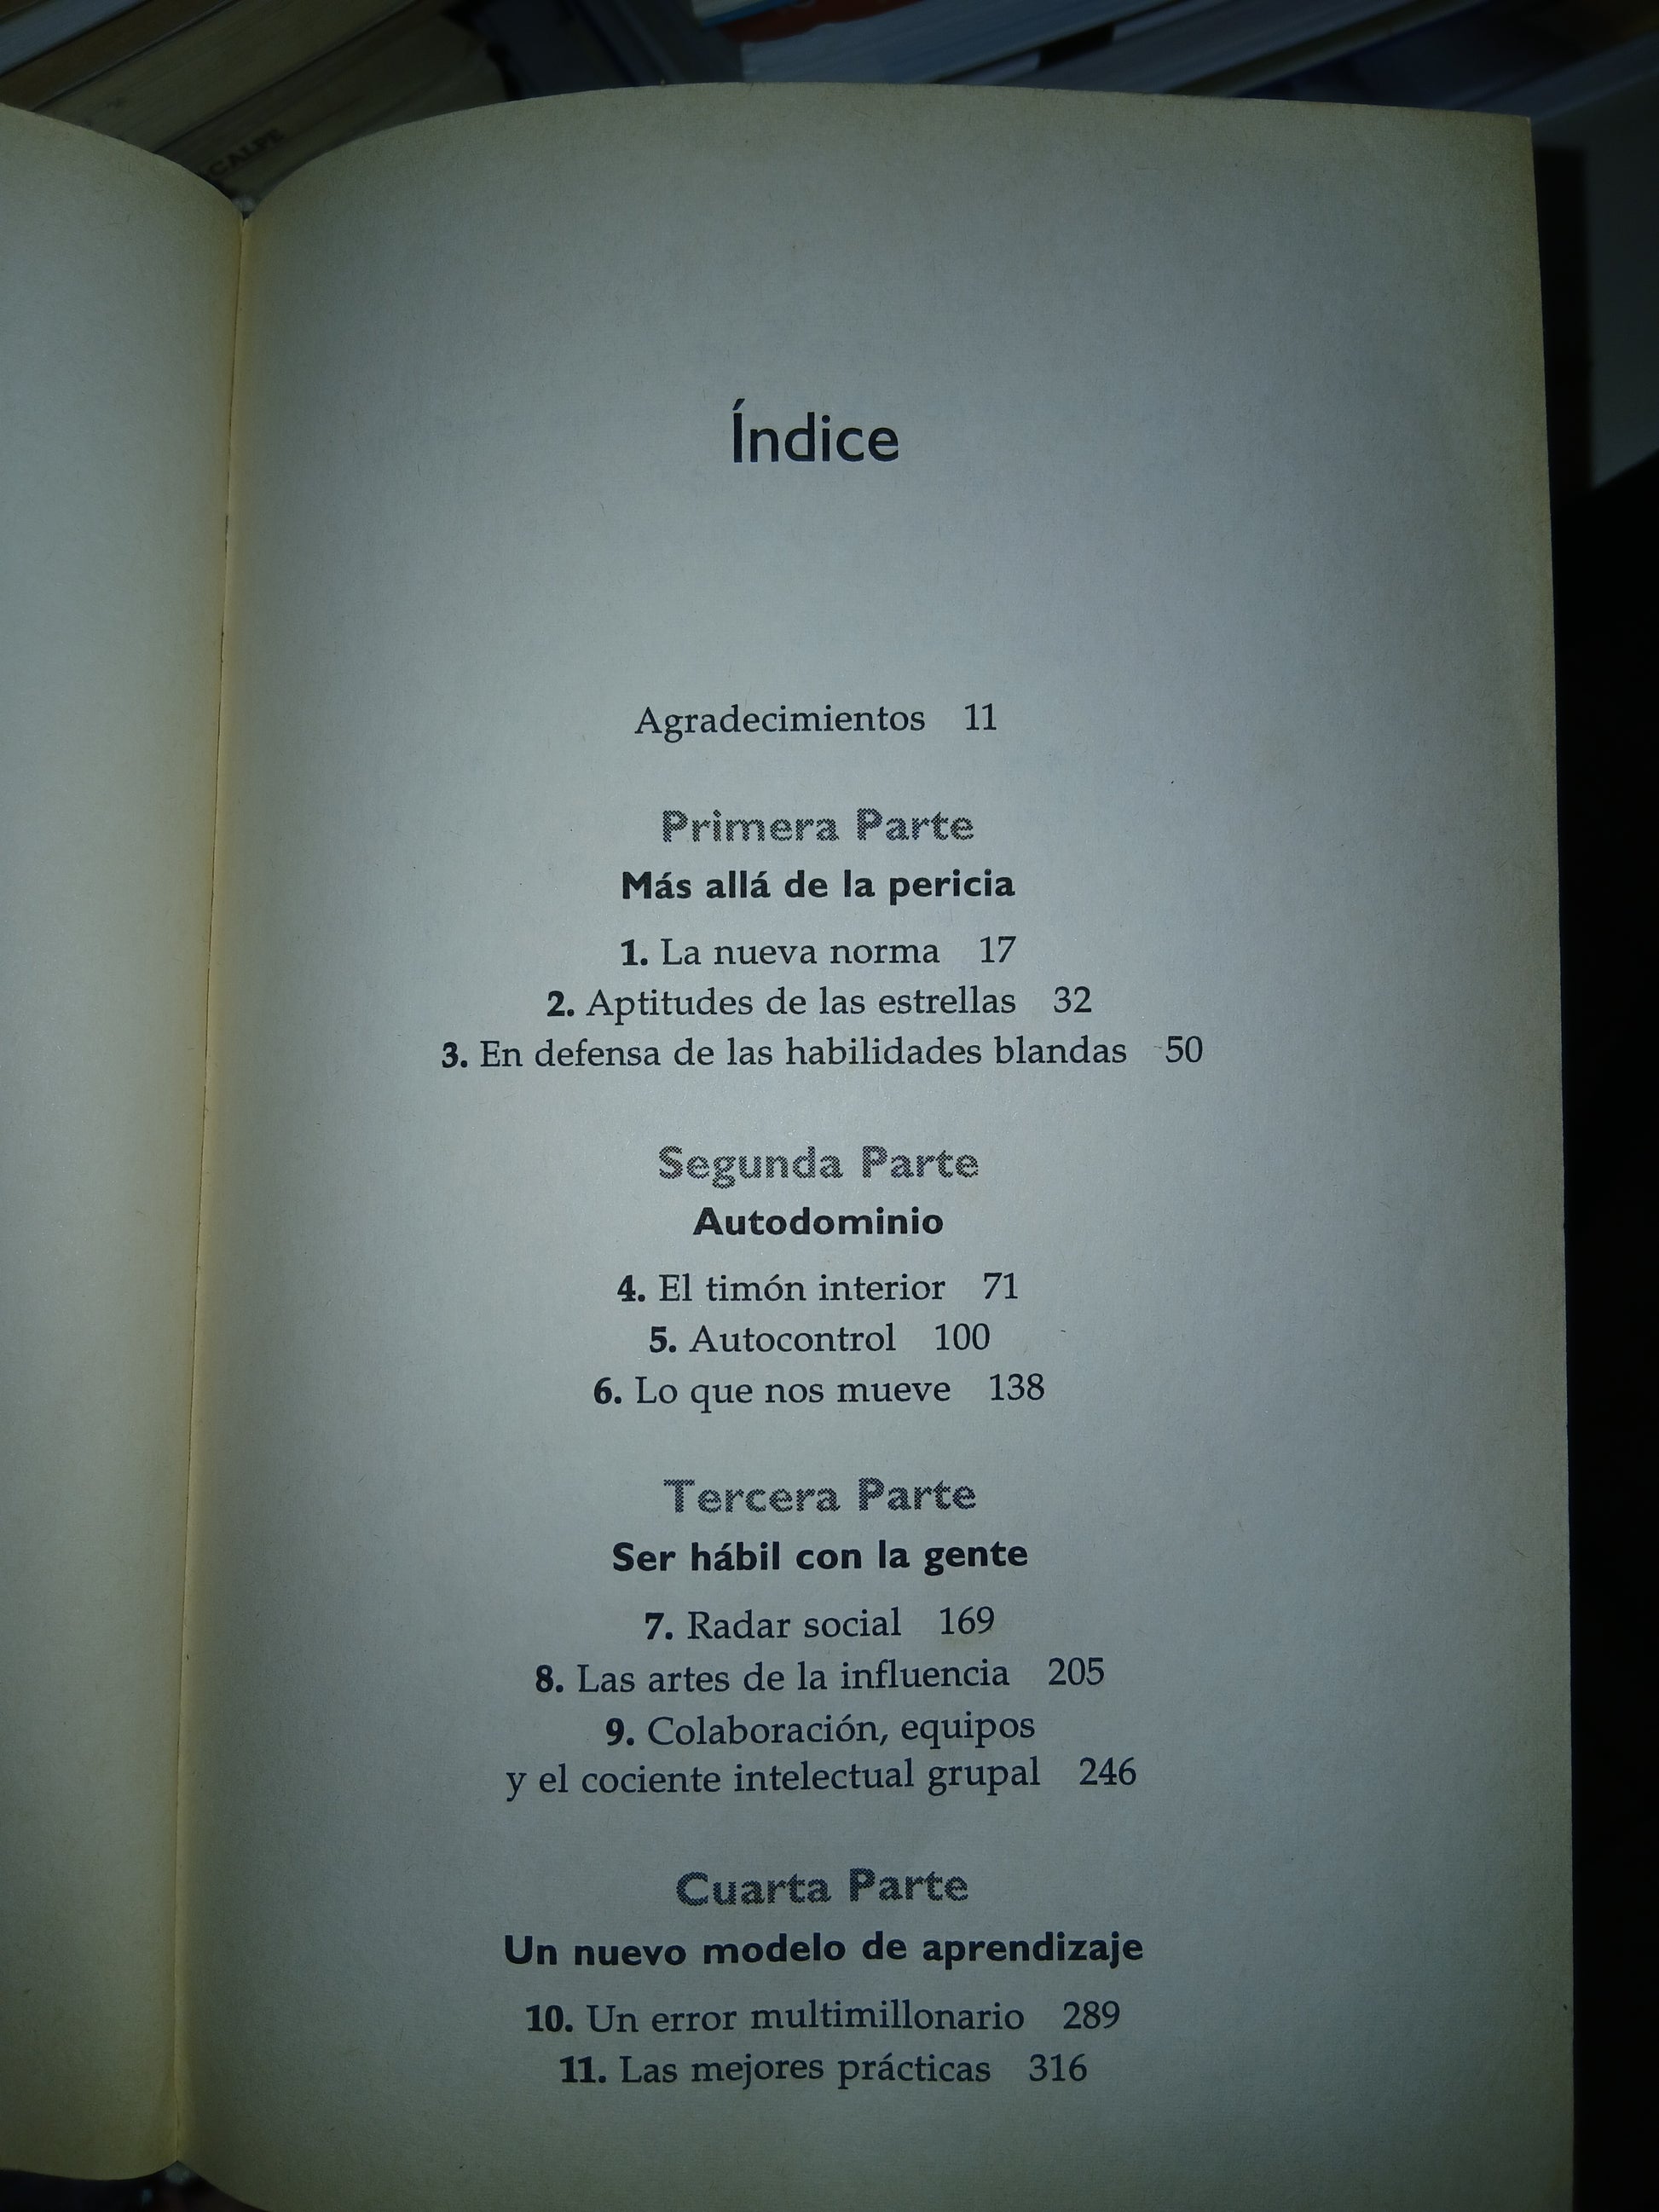 CALPE
Índice
Agradecimientos 11
Primera Parte
Más allá de la pericia
1. La nueva norma 17
2. Aptitudes de las estrellas 32
3. En defensa de las habilidades blandas 50
Segunda Parte
Autodominio
4. El timón interior 71
5. Autocontrol 100
6. Lo que nos mueve 138
Tercera Parte
Ser hábil con la gente
7. Radar social 169
8. Las artes de la influencia 205
9. Colaboración, equipos
y el cociente intelectual grupal 246
Cuarta Parte
Un nuevo modelo de aprendizaje
10. Un error multimillonario 289
11. Las mejores prácticas 316